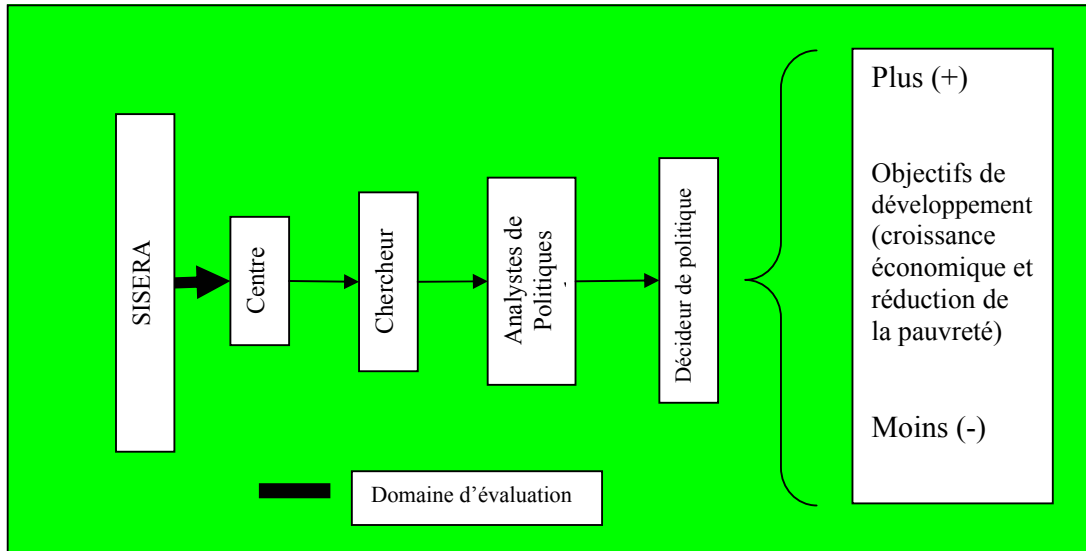 SISERA
Centre
Chercheur
Analystes de
Politiques
Décideur de politique
Plus (+)
Objectifs de
développement
(croissance
économique et
réduction de
la pauvreté)
Moins (-)
Domaine d’évaluation